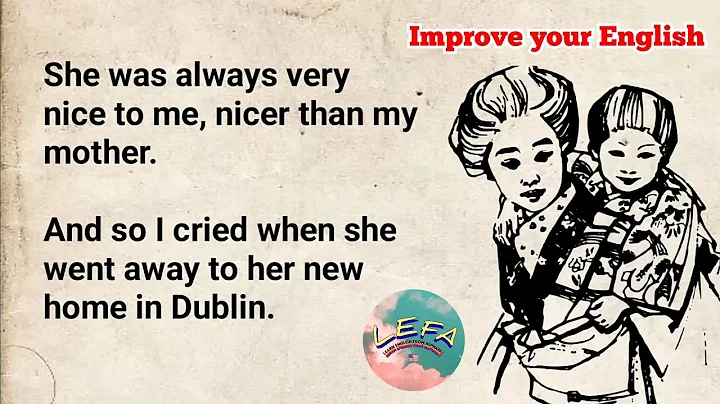 Improve your English
She was always very
nice to me, nicer than my
mother.
And so I cried when she
went away to her new
home in Dublin.
LEFA